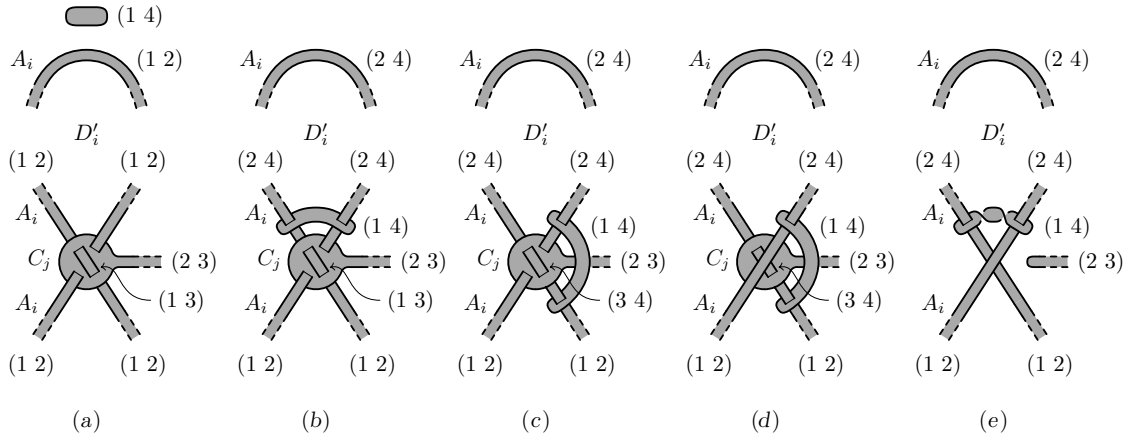 (1 4)
A_i (1 2) A_i (2 4) A_i (2 4) A_i (2 4) A_i (2 4)
D'_i D'_i D'_i D'_i D'_i
(1 2) (1 2) (2 4) (2 4) (2 4) (2 4) (2 4) (2 4) (2 4) (2 4)
A_i A_i A_i A_i A_i
(1 4) (1 4) (1 4) (1 4)
C_j (2 3) C_j (2 3) C_j (2 3) C_j (2 3) (2 3)
A_i (1 3) A_i (1 3) A_i (3 4) A_i (3 4) A_i
(1 2) (1 2) (1 2) (1 2) (1 2) (1 2) (1 2) (1 2) (1 2) (1 2)
(a) (b) (c) (d) (e)